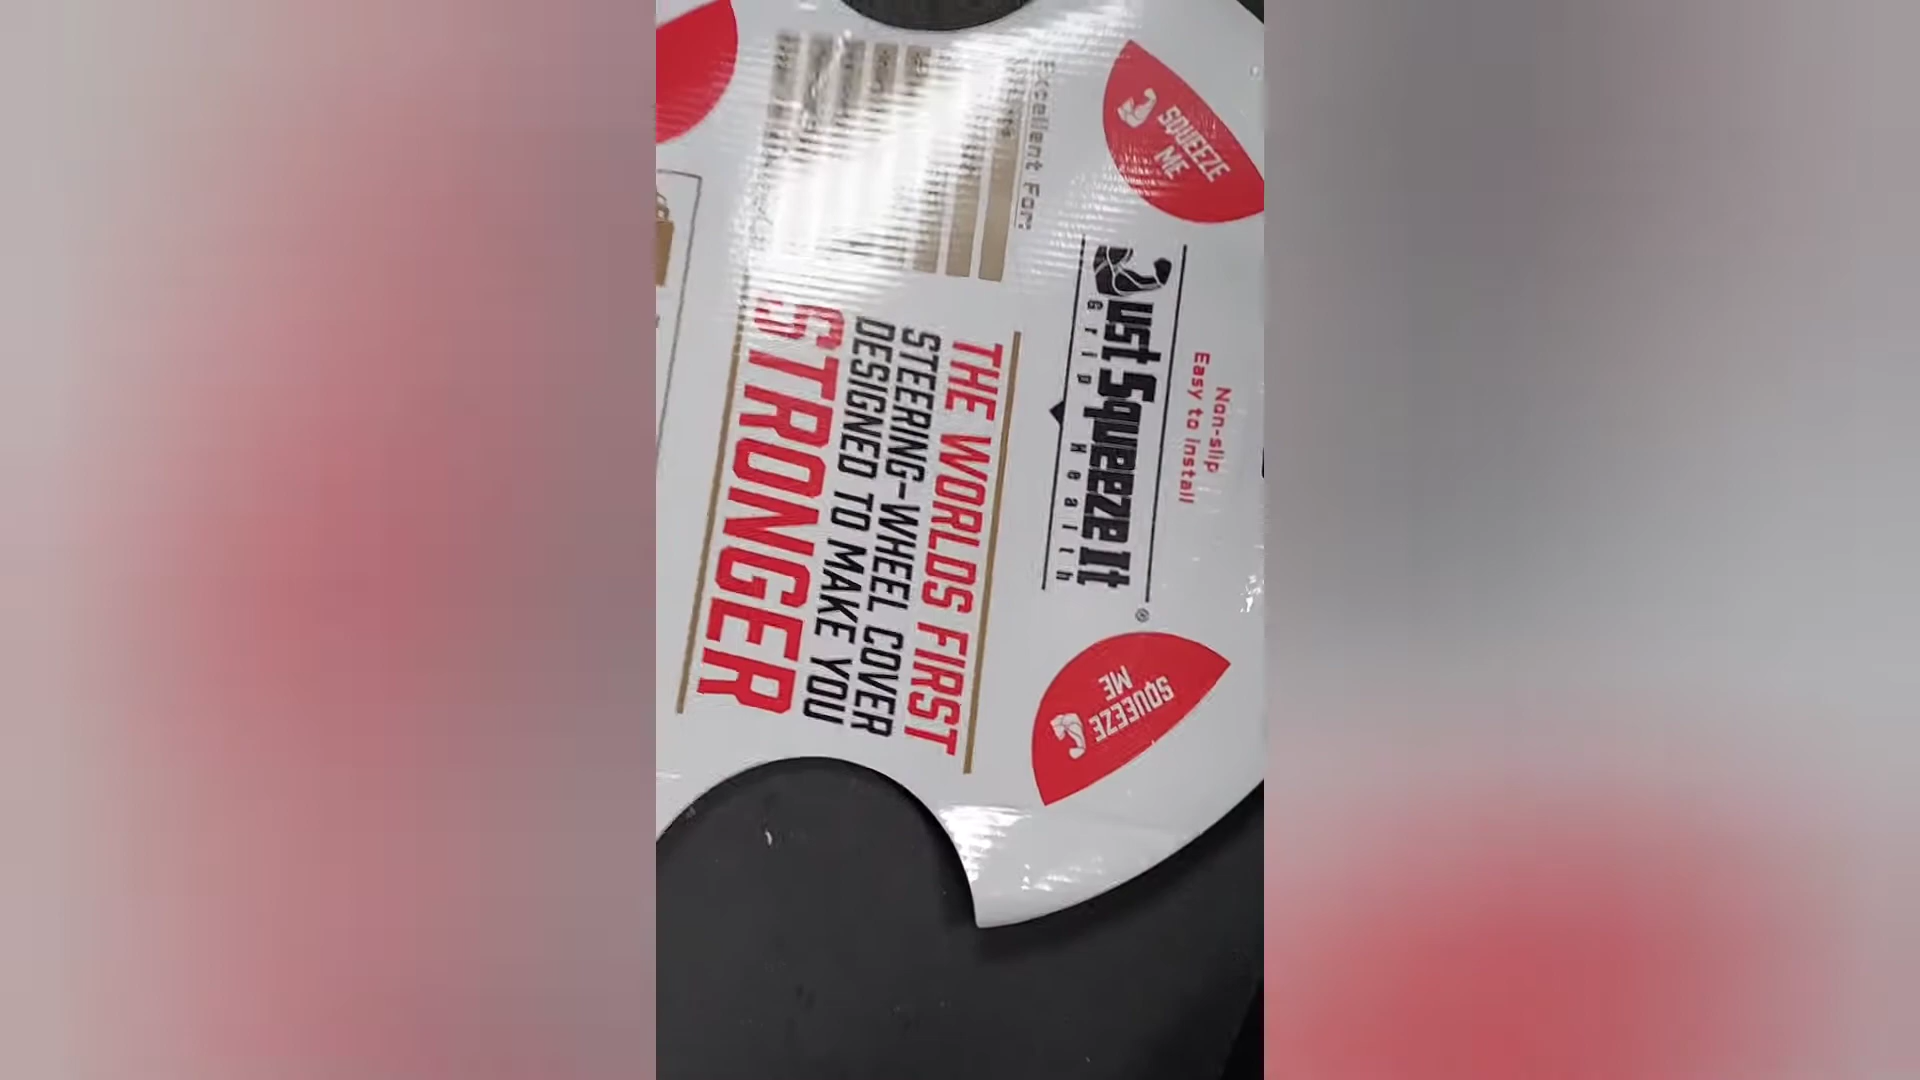 Non-slip
Easy to install
Just Squeeze It ®
Grip Hearth
SQUEEZE
ME
SQUEEZE
ME
Excellent For:
THE WORLDS FIRST
STEERING-WHEEL COVER
DESIGNED TO MAKE YOU
STRONGER